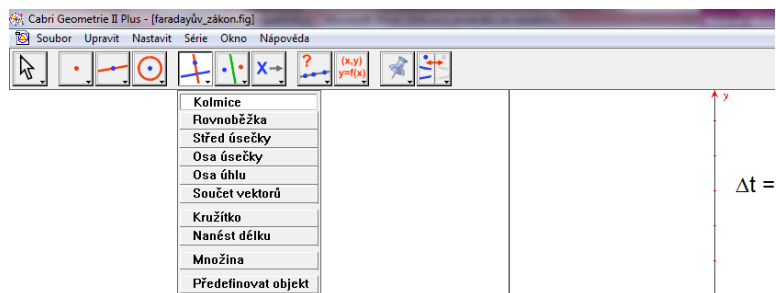 Cabri Geometrie II Plus - [faradayův_zákon.fig]
Soubor Upravit Nastavit Série Okno Nápověda
X→ ? (x,y)
y=f(x)
Kolmice
Rovnoběžka
Střed úsečky
Osa úsečky
Osa úhlu
Součet vektorů
Kružítko
Nanést délku
Množina
Předefinovat objekt
y
Δt =